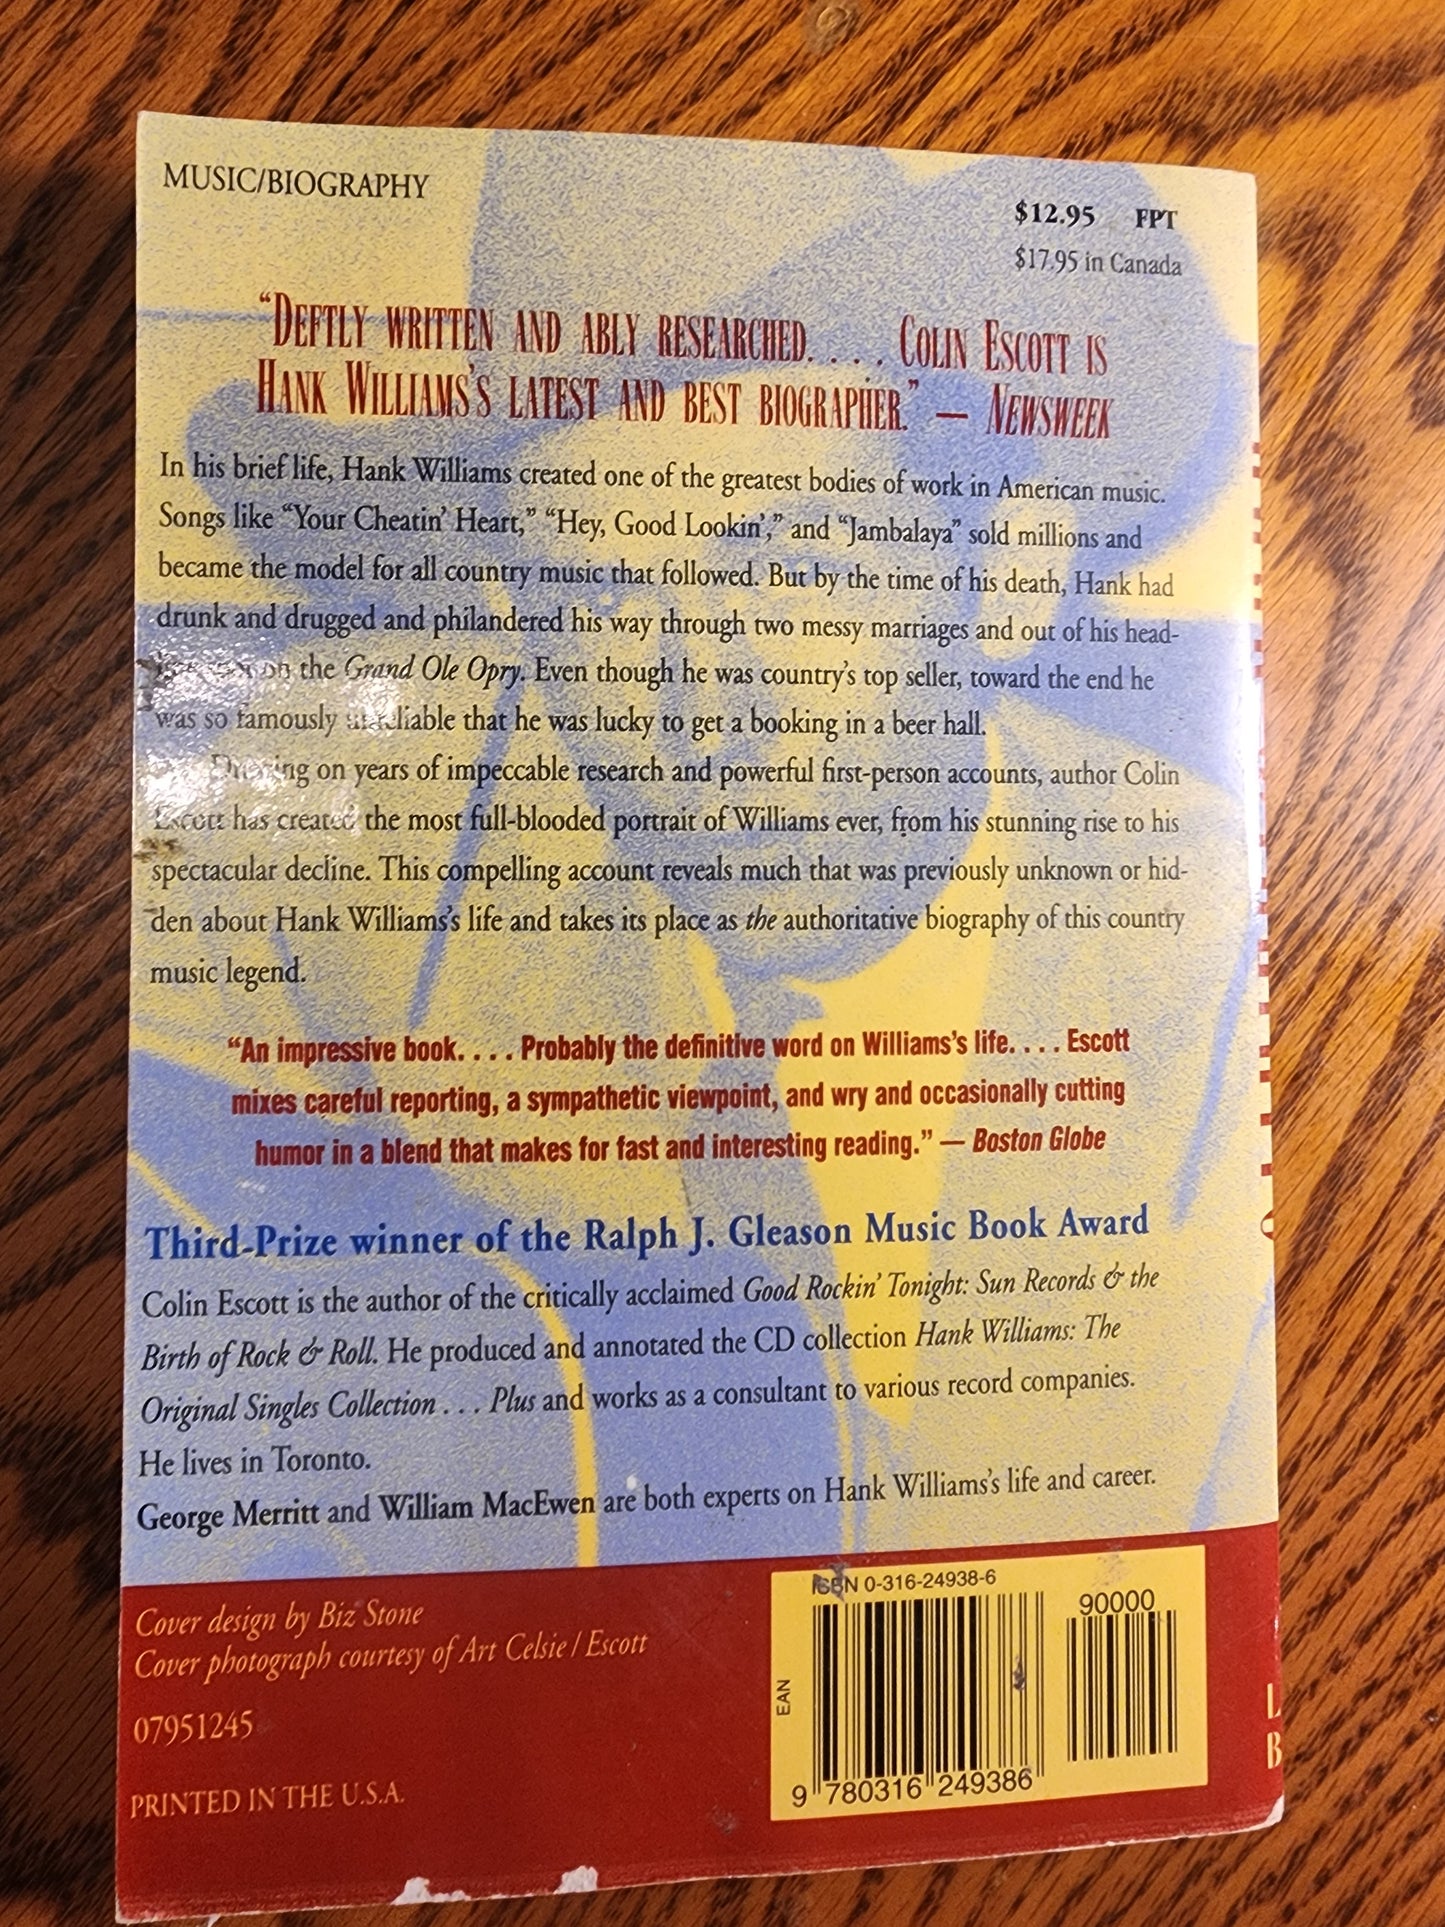 MUSIC/BIOGRAPHY
$12.95 FPT
$17.95 in Canada
“DEFTLY WRITTEN AND ABLY RESEARCHED. . . . COLIN ESCOTT IS
HANK WILLIAMS’S LATEST AND BEST BIOGRAPHER.” — NEWSWEEK
In his brief life, Hank Williams created one of the greatest bodies of work in American music.
Songs like “Your Cheatin’ Heart,” “Hey, Good Lookin’,” and “Jambalaya” sold millions and
became the model for all country music that followed. But by the time of his death, Hank had
drunk and drugged and philandered his way through two messy marriages and out of his head-
on the Grand Ole Opry. Even though he was country’s top seller, toward the end he
was so famously unreliable that he was lucky to get a booking in a beer hall.
Drawing on years of impeccable research and powerful first-person accounts, author Colin
Escott has created the most full-blooded portrait of Williams ever, from his stunning rise to his
spectacular decline. This compelling account reveals much that was previously unknown or hid-
den about Hank Williams’s life and takes its place as the authoritative biography of this country
music legend.
“An impressive book. . . . Probably the definitive word on Williams’s life. . . . Escott
mixes careful reporting, a sympathetic viewpoint, and wry and occasionally cutting
humor in a blend that makes for fast and interesting reading.” — Boston Globe
Third-Prize winner of the Ralph J. Gleason Music Book Award
Colin Escott is the author of the critically acclaimed Good Rockin’ Tonight: Sun Records & the
Birth of Rock & Roll. He produced and annotated the CD collection Hank Williams: The
Original Singles Collection . . . Plus and works as a consultant to various record companies.
He lives in Toronto.
George Merritt and William MacEwen are both experts on Hank Williams’s life and career.
Cover design by Biz Stone
Cover photograph courtesy of Art Celsie / Escott
07951245
PRINTED IN THE U.S.A.
ISBN 0-316-24938-6
90000
EAN
9 780316 249386
L
B